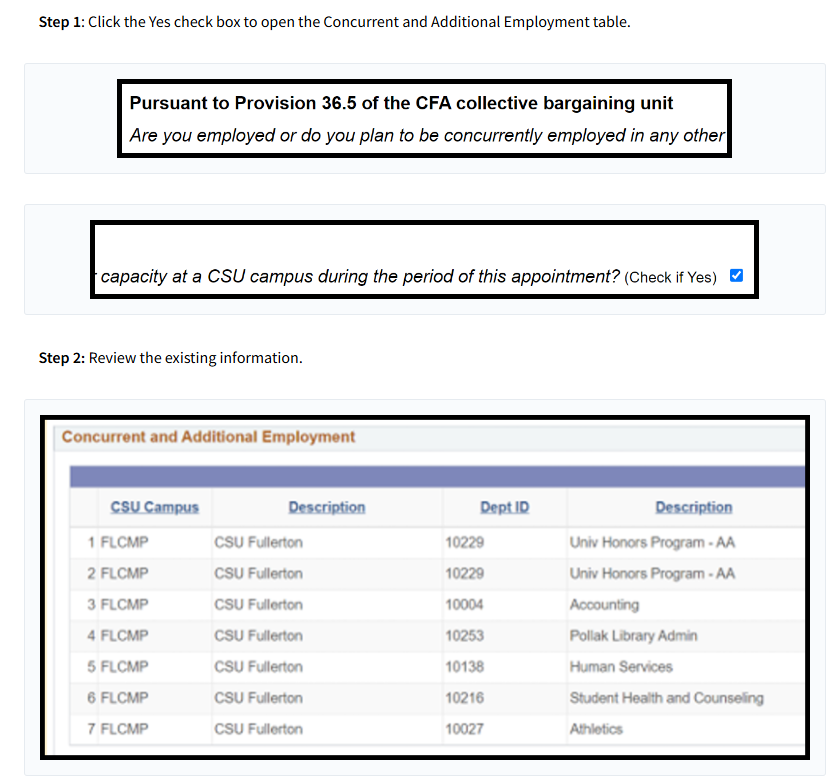 Step 1: Click the Yes check box to open the Concurrent and Additional Employment table.
Pursuant to Provision 36.5 of the CFA collective bargaining unit
Are you employed or do you plan to be concurrently employed in any other
capacity at a CSU campus during the period of this appointment? (Check if Yes)
Step 2: Review the existing information.
Concurrent and Additional Employment
CSU Campus Description Dept ID Description
1 FLCMP CSU Fullerton 10229 Univ Honors Program - AA
2 FLCMP CSU Fullerton 10229 Univ Honors Program - AA
3 FLCMP CSU Fullerton 10004 Accounting
4 FLCMP CSU Fullerton 10253 Pollak Library Admin
5 FLCMP CSU Fullerton 10138 Human Services
6 FLCMP CSU Fullerton 10216 Student Health and Counseling
7 FLCMP CSU Fullerton 10027 Athletics